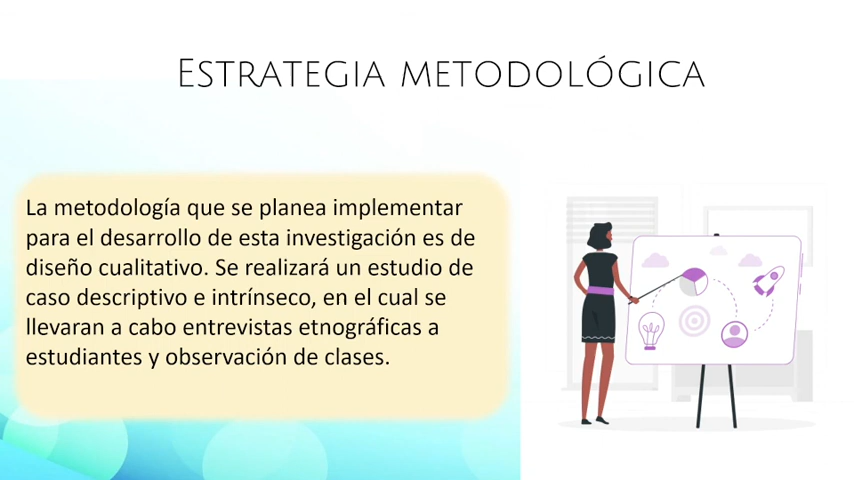 ESTRATEGIA METODOLÓGICA
La metodología que se planea implementar
para el desarrollo de esta investigación es de
diseño cualitativo. Se realizará un estudio de
caso descriptivo e intrínseco, en el cual se
llevaran a cabo entrevistas etnográficas a
estudiantes y observación de clases.